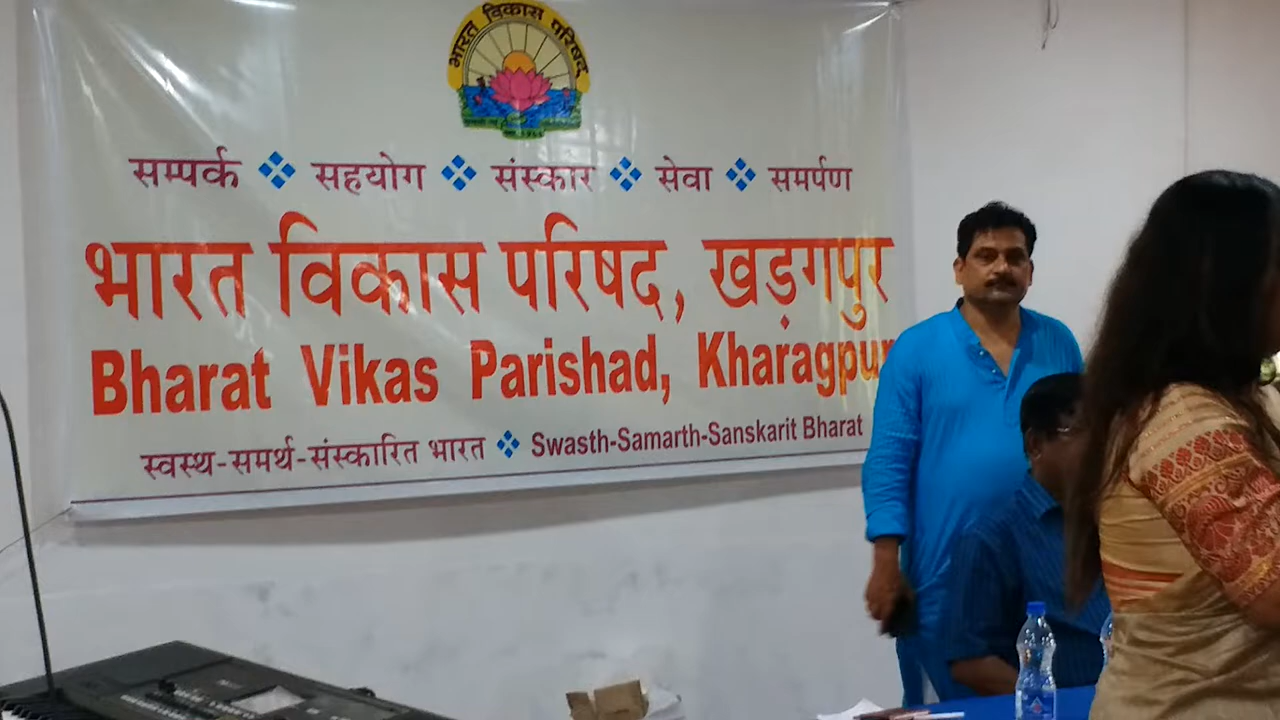 भारत विकास परिषद
सम्पर्क ❖ सहयोग ❖ संस्कार ❖ सेवा ❖ समर्पण
भारत विकास परिषद, खड़गपुर
Bharat Vikas Parishad, Kharagpur
स्वस्थ-समर्थ-संस्कारित भारत ❖ Swasth-Samarth-Sanskarit Bharat